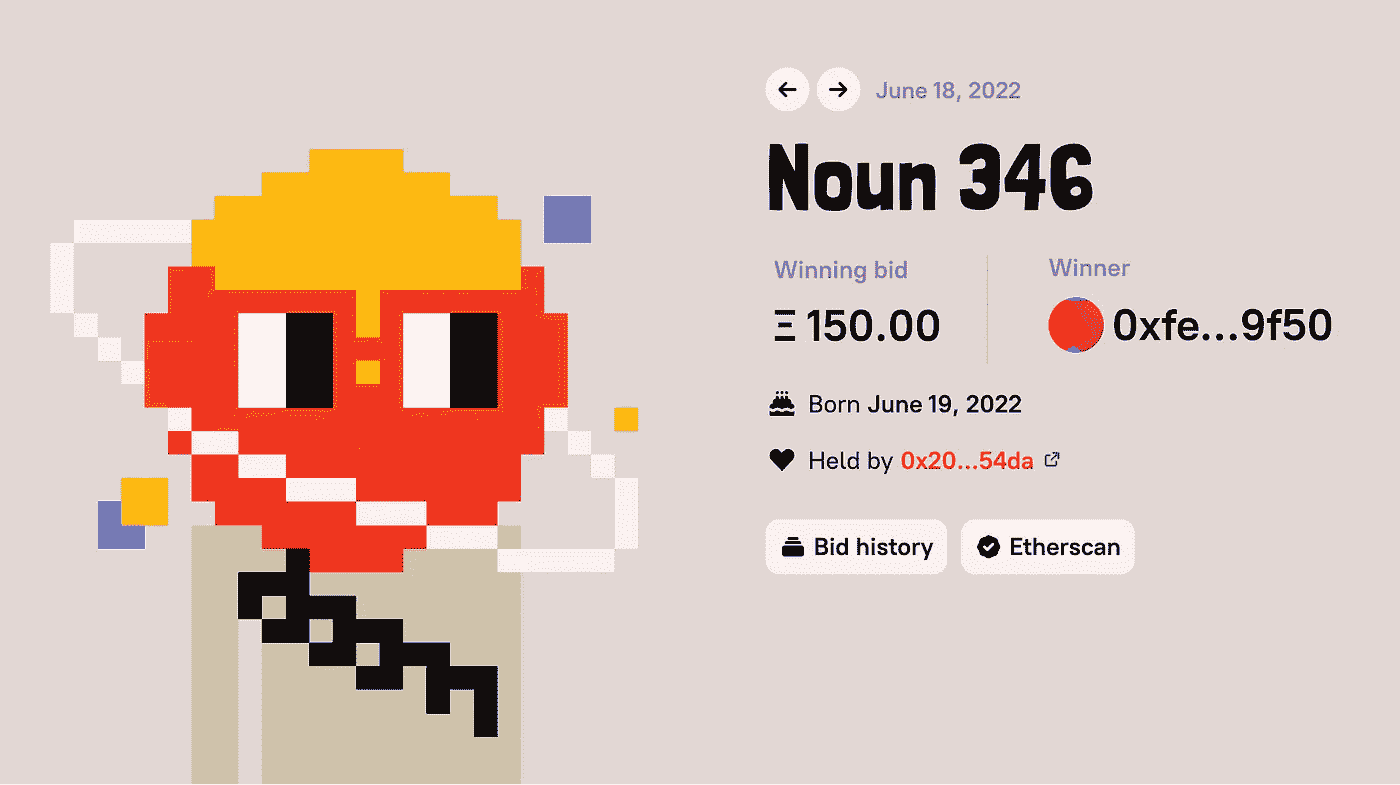 June 18, 2022
Noun 346
Winning bid
Winner
Ξ 150.00
0xfe...9f50
Born June 19, 2022
Held by 0x20...54da
Bid history
Etherscan